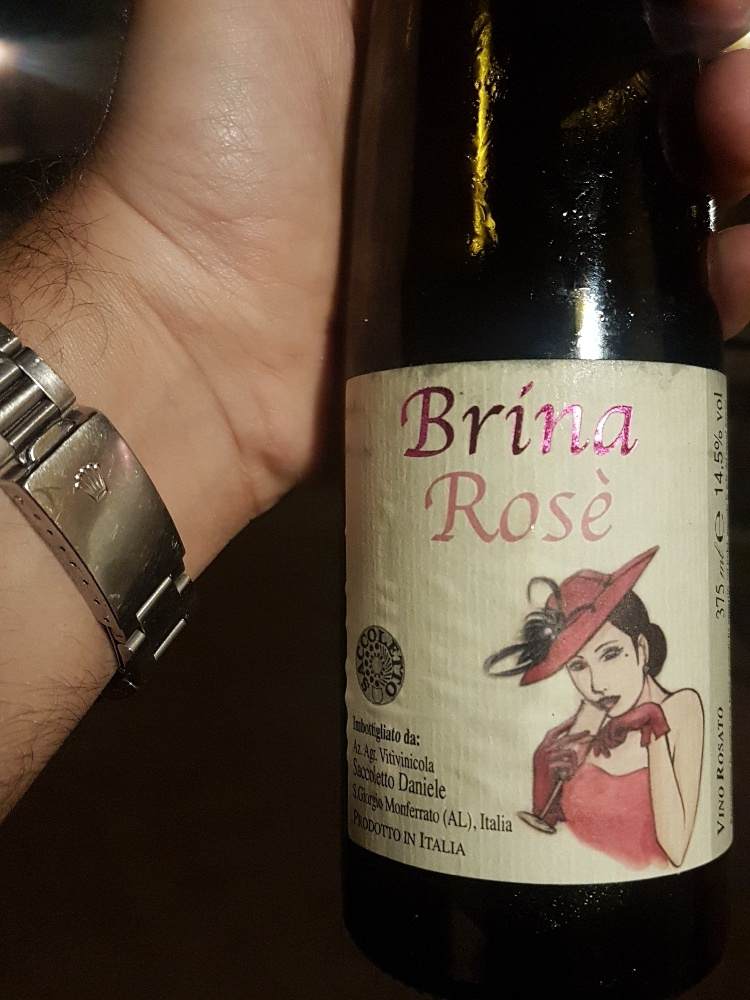 Brina
Rosè
SACCOLETTO
Imbottigliato da:
Az. Agr. Vitivinicola
Saccoletto Daniele
S.Giorgio Monferrato (AL), Italia
PRODOTTO IN ITALIA
VINO ROSATO
375 ml ℮ 14.5% vol